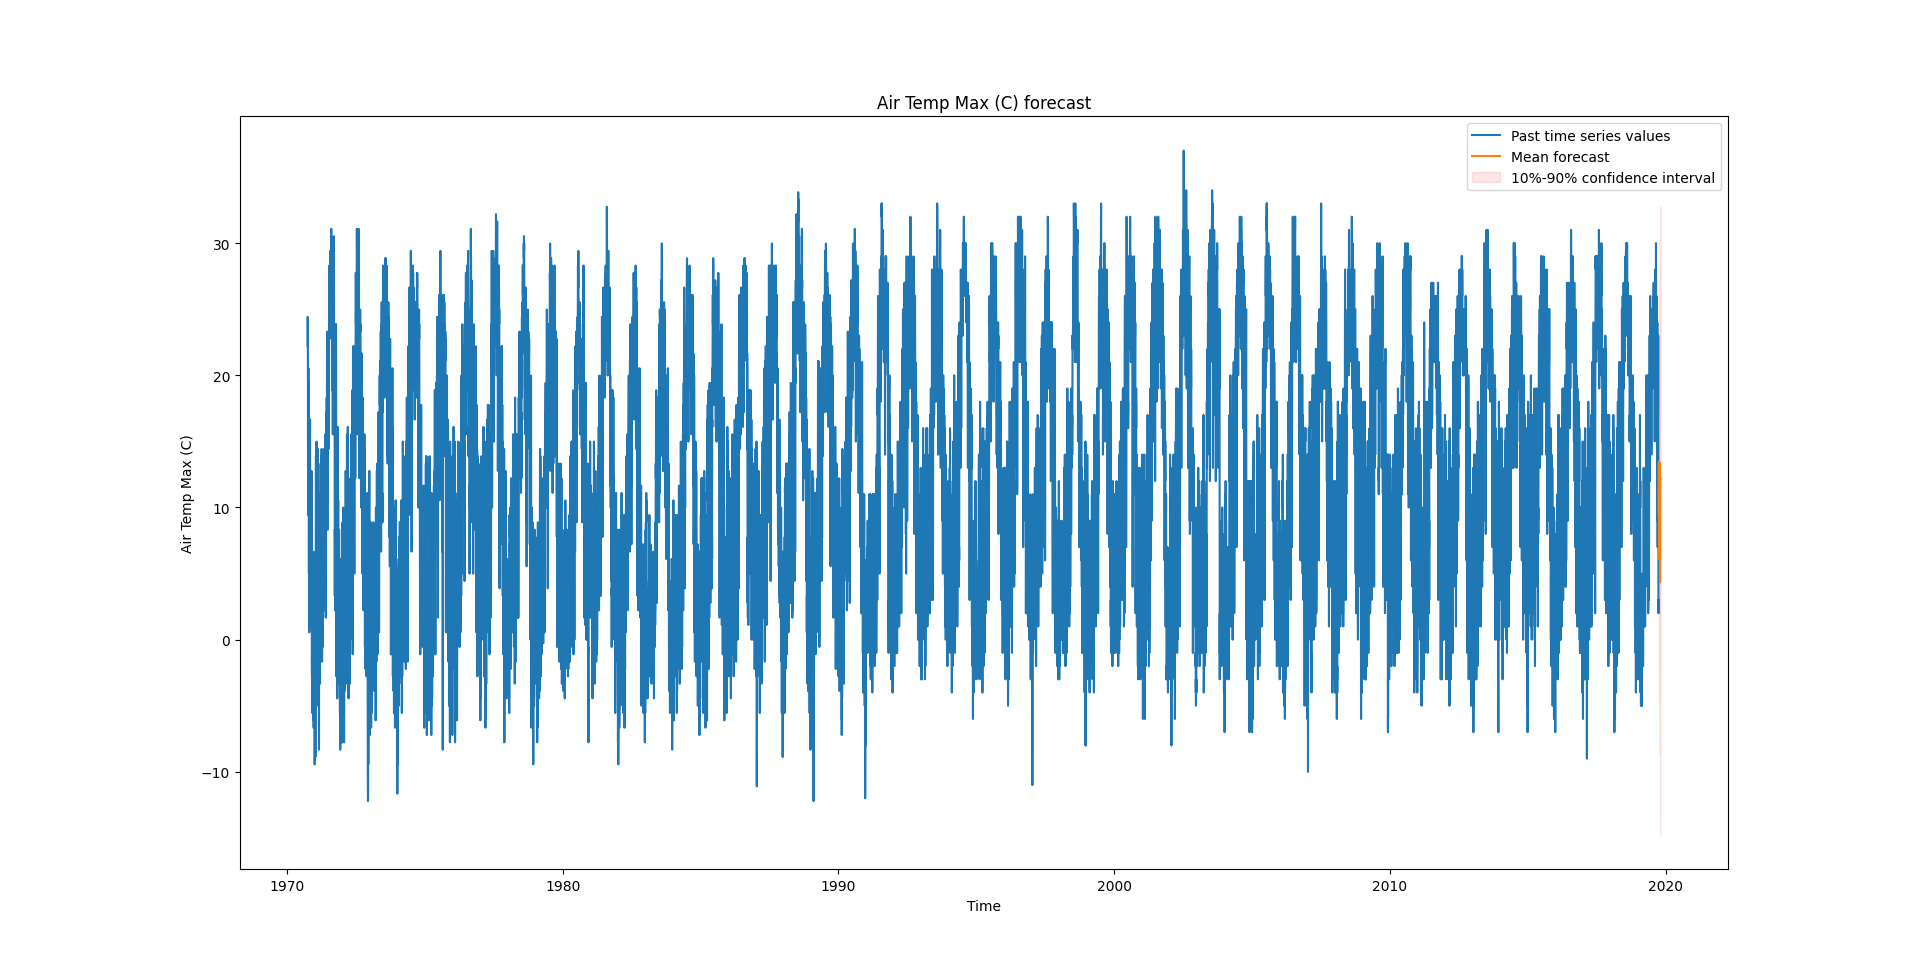 Air Temp Max (C) forecast
Past time series values
Mean forecast
10%-90% confidence interval
Air Temp Max (C)
30
20
10
0
−10
1970
1980
1990
2000
2010
2020
Time